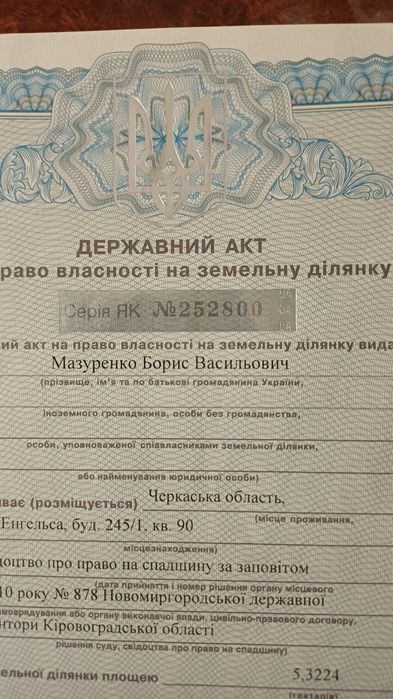 ДЕРЖАВНИЙ АКТ
право власності на земельну ділянку
Серія ЯК №252800
ий акт на право власності на земельну ділянку вида
Мазуренко Борис Васильович
(прізвище, ім'я та по батькові громадянина України,
іноземного громадянина, особи без громадянства,
особи, уповноваженої співвласниками земельної ділянки,
або найменування юридичної особи)
ває (розміщується) Черкаська область,
(місце проживання,
Енгельса, буд. 245/1, кв. 90
місцезнаходження)
доцтво про право на спадщину за заповітом
(дата прийняття і номер рішення органу місцевого
10 року № 878 Новомиргородської державної
самоврядування або органу виконавчої влади, цивільно-правового договору,
нтори Кіровоградської області
рішення суду, свідоцтва про право на спадщину)
ельної ділянки площею 5,3224
(гектарів)